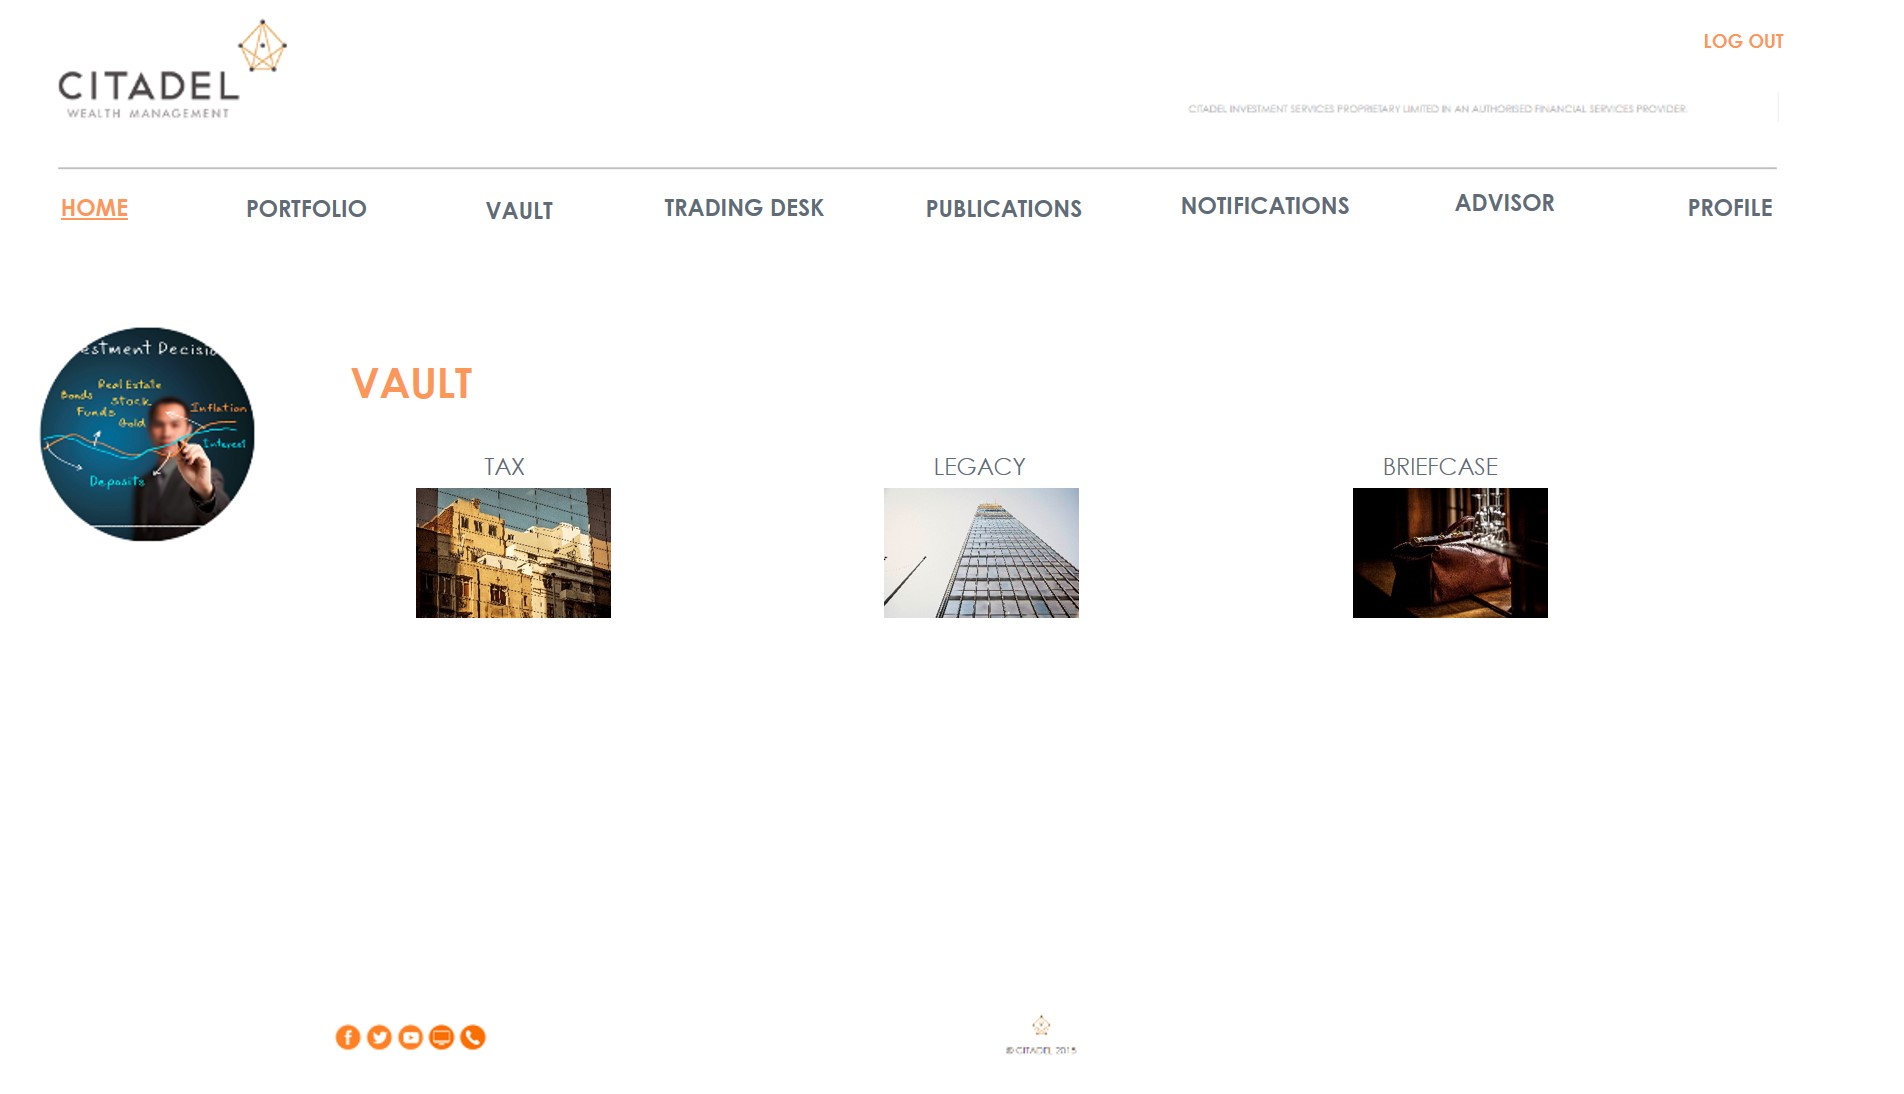 CITADEL
WEALTH MANAGEMENT
LOG OUT
CITADEL INVESTMENT SERVICES PROPRIETARY LIMITED IN AN AUTHORISED FINANCIAL SERVICES PROVIDER.
HOME PORTFOLIO VAULT TRADING DESK PUBLICATIONS NOTIFICATIONS ADVISOR PROFILE
estment Decisio
Real Estate
Bonds Stock
Funds Inflation
Gold
Interest
Deposits
VAULT
TAX LEGACY BRIEFCASE
© CITADEL 2015